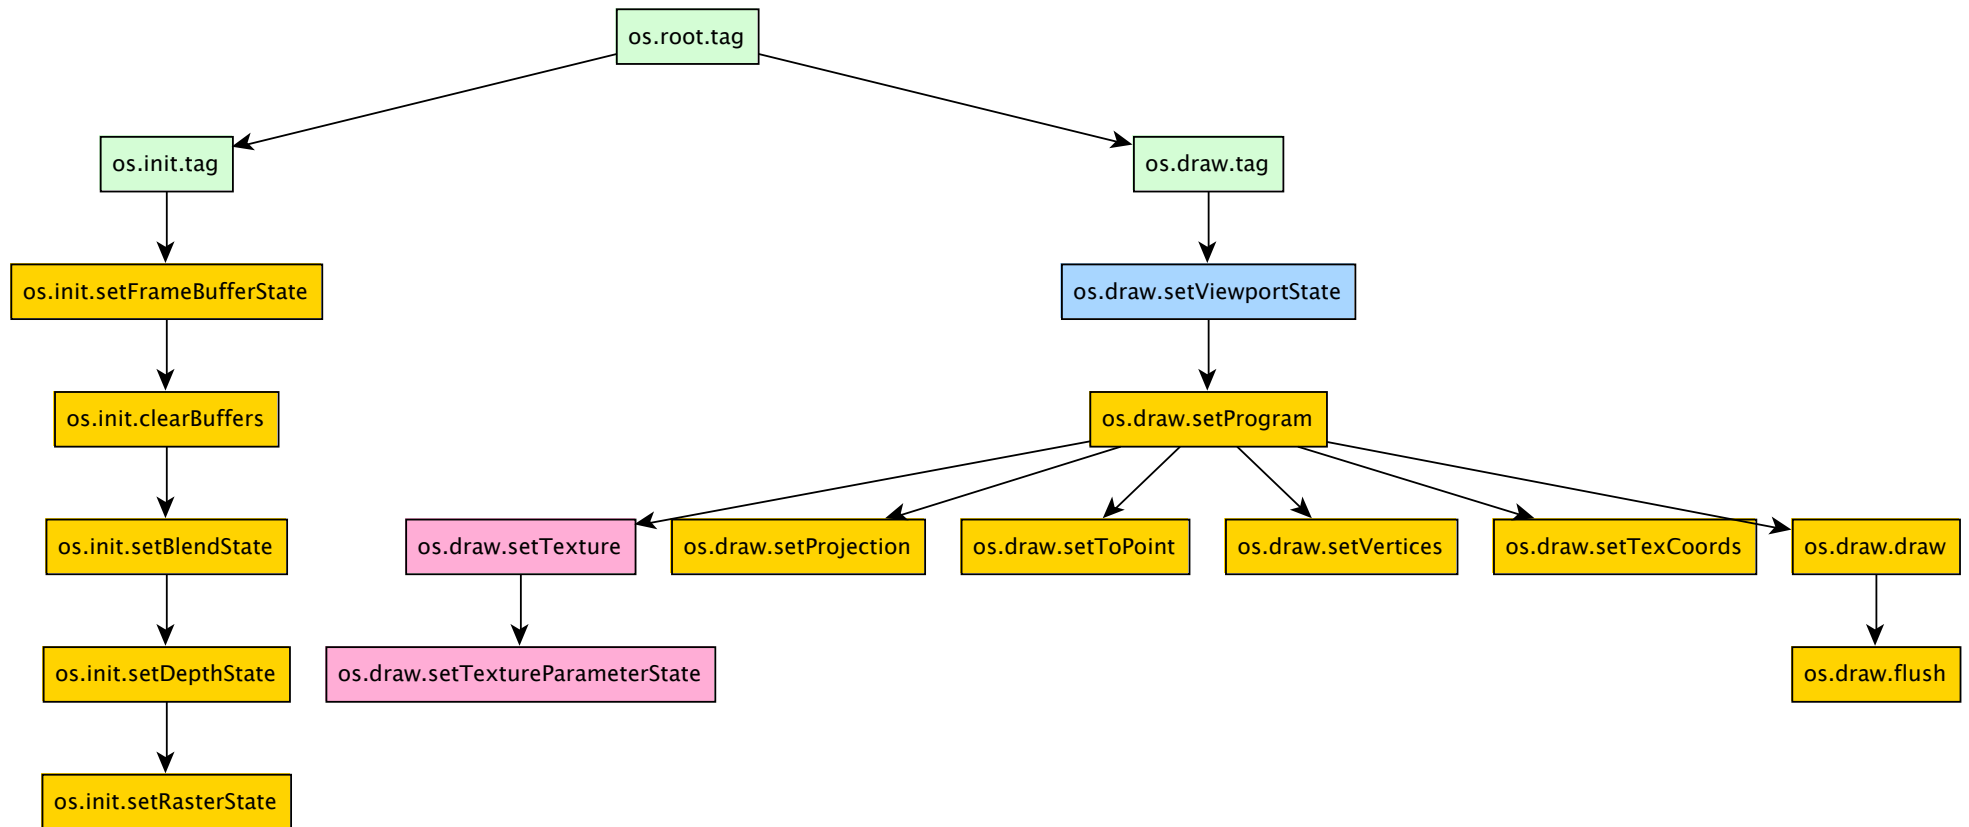 os.root.tag
os.init.tag
os.draw.tag
os.init.setFrameBufferState
os.draw.setViewportState
os.init.clearBuffers
os.draw.setProgram
os.init.setBlendState
os.draw.setTexture
os.draw.setProjection
os.draw.setToPoint
os.draw.setVertices
os.draw.setTexCoords
os.draw.draw
os.init.setDepthState
os.draw.setTextureParameterState
os.draw.flush
os.init.setRasterState